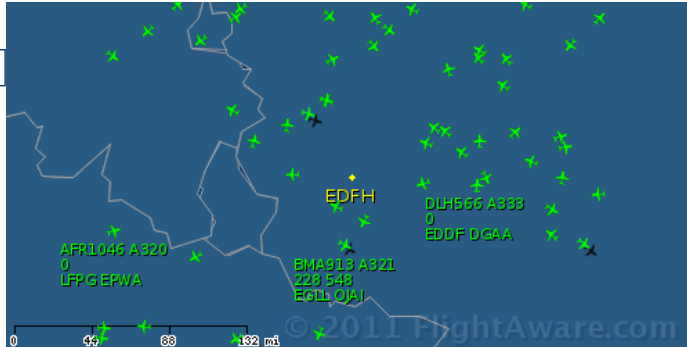 EDFH
DLH566 A333
0
EDDF DGAA
AFR1046 A320
0
LFPG EPWA
BMA913 A321
228 548
EGLL OJAI
0 44 88 132 mi
© 2011 FlightAware.com